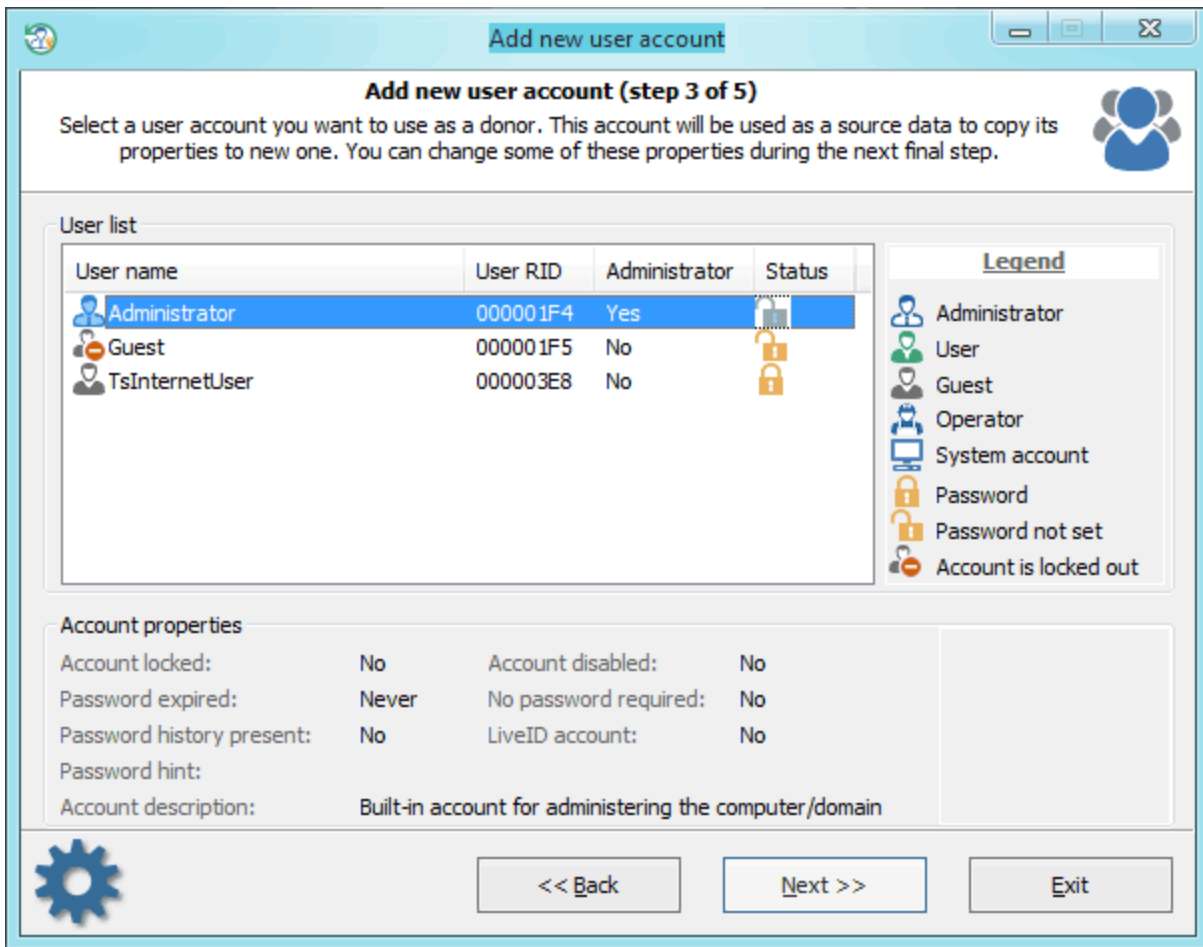 Add new user account
Add new user account (step 3 of 5)
Select a user account you want to use as a donor. This account will be used as a source data to copy its
properties to new one. You can change some of these properties during the next final step.
User list
User name User RID Administrator Status
Administrator 000001F4 Yes
Guest 000001F5 No
TsInternetUser 000003E8 No
Legend
Administrator
User
Guest
Operator
System account
Password
Password not set
Account is locked out
Account properties
Account locked: No Account disabled: No
Password expired: Never No password required: No
Password history present: No LiveID account: No
Password hint:
Account description: Built-in account for administering the computer/domain
<< Back Next >> Exit